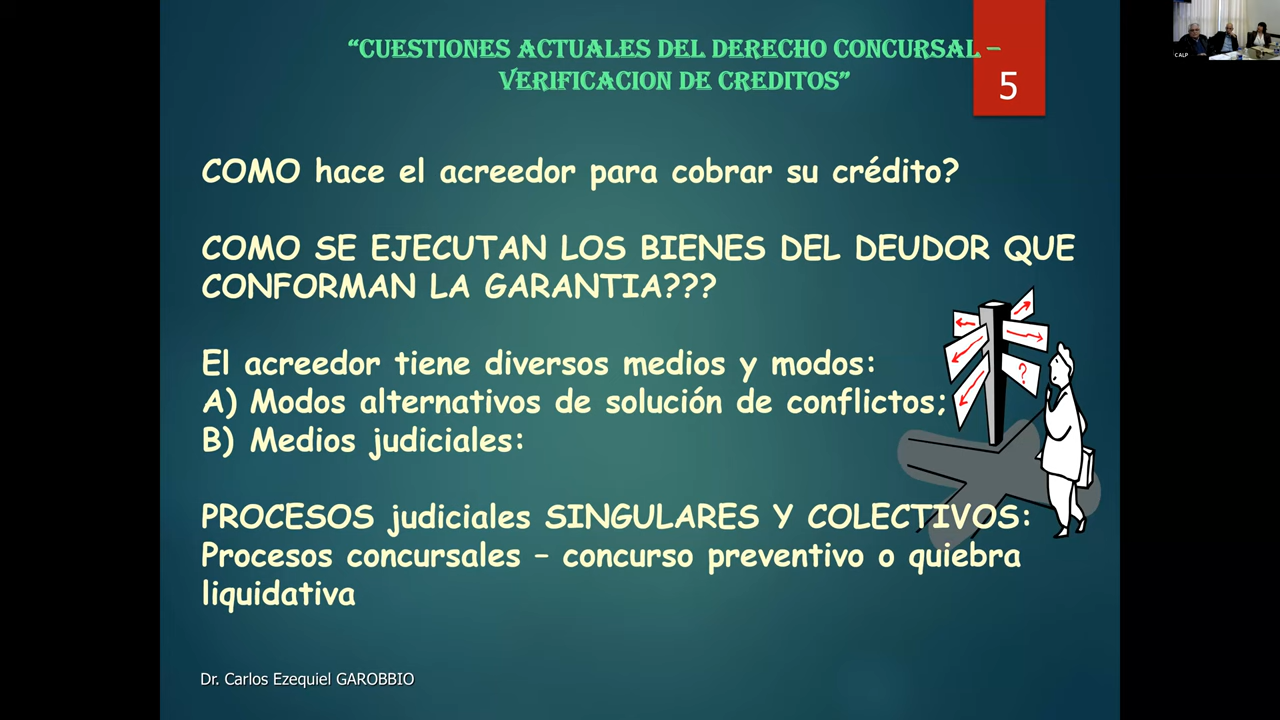 “CUESTIONES ACTUALES DEL DERECHO CONCURSAL –
VERIFICACION DE CREDITOS”
5
CALP
COMO hace el acreedor para cobrar su crédito?
COMO SE EJECUTAN LOS BIENES DEL DEUDOR QUE
CONFORMAN LA GARANTIA???
El acreedor tiene diversos medios y modos:
A) Modos alternativos de solución de conflictos;
B) Medios judiciales:
?
PROCESOS judiciales SINGULARES Y COLECTIVOS:
Procesos concursales – concurso preventivo o quiebra
liquidativa
Dr. Carlos Ezequiel GAROBBIO